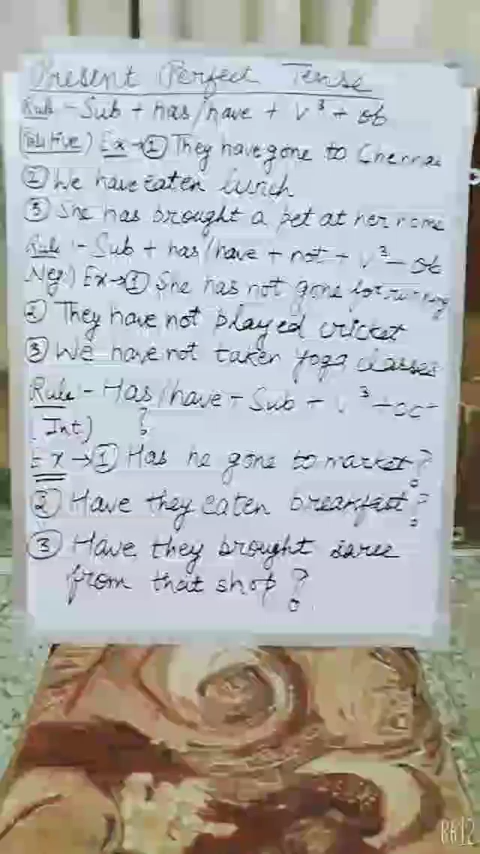 Present Perfect Tense
Rule - Sub + has/have + V³ + ob
(Positive) Ex → ① They have gone to Chennai
② We have eaten lunch
③ She has brought a pet at her home
Rule :- Sub + has/have + not + V³ - ob
Neg.) Ex → ① She has not gone for running
② They have not played cricket
③ We have not taken yoga classes
Rule :- Has/have + Sub + V³ +
(Int.) ?
Ex → ① Has he gone to market?
② Have they eaten breakfast?
③ Have they brought saree
from that shop?